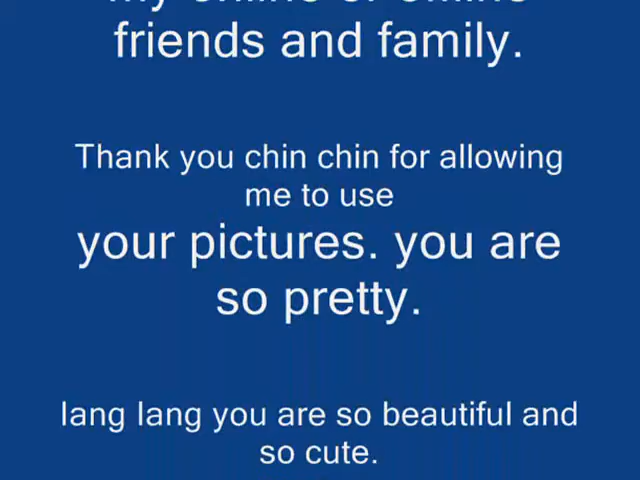 friends and family.
Thank you chin chin for allowing
me to use
your pictures. you are
so pretty.
lang lang you are so beautiful and
so cute.